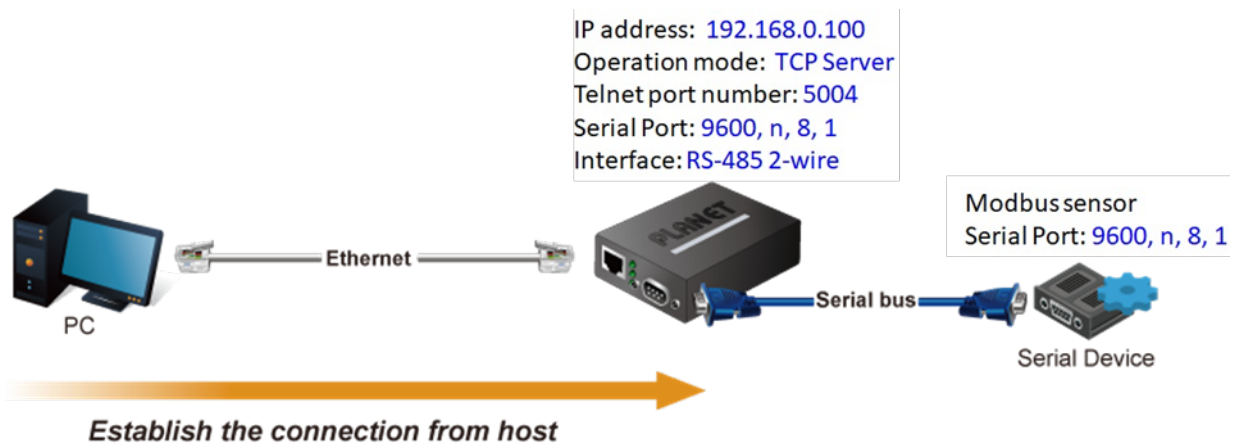 IP address: 192.168.0.100
Operation mode: TCP Server
Telnet port number: 5004
Serial Port: 9600, n, 8, 1
Interface: RS-485 2-wire
Modbus sensor
Serial Port: 9600, n, 8, 1
PLANET
Ethernet
Serial bus
PC
Serial Device
Establish the connection from host